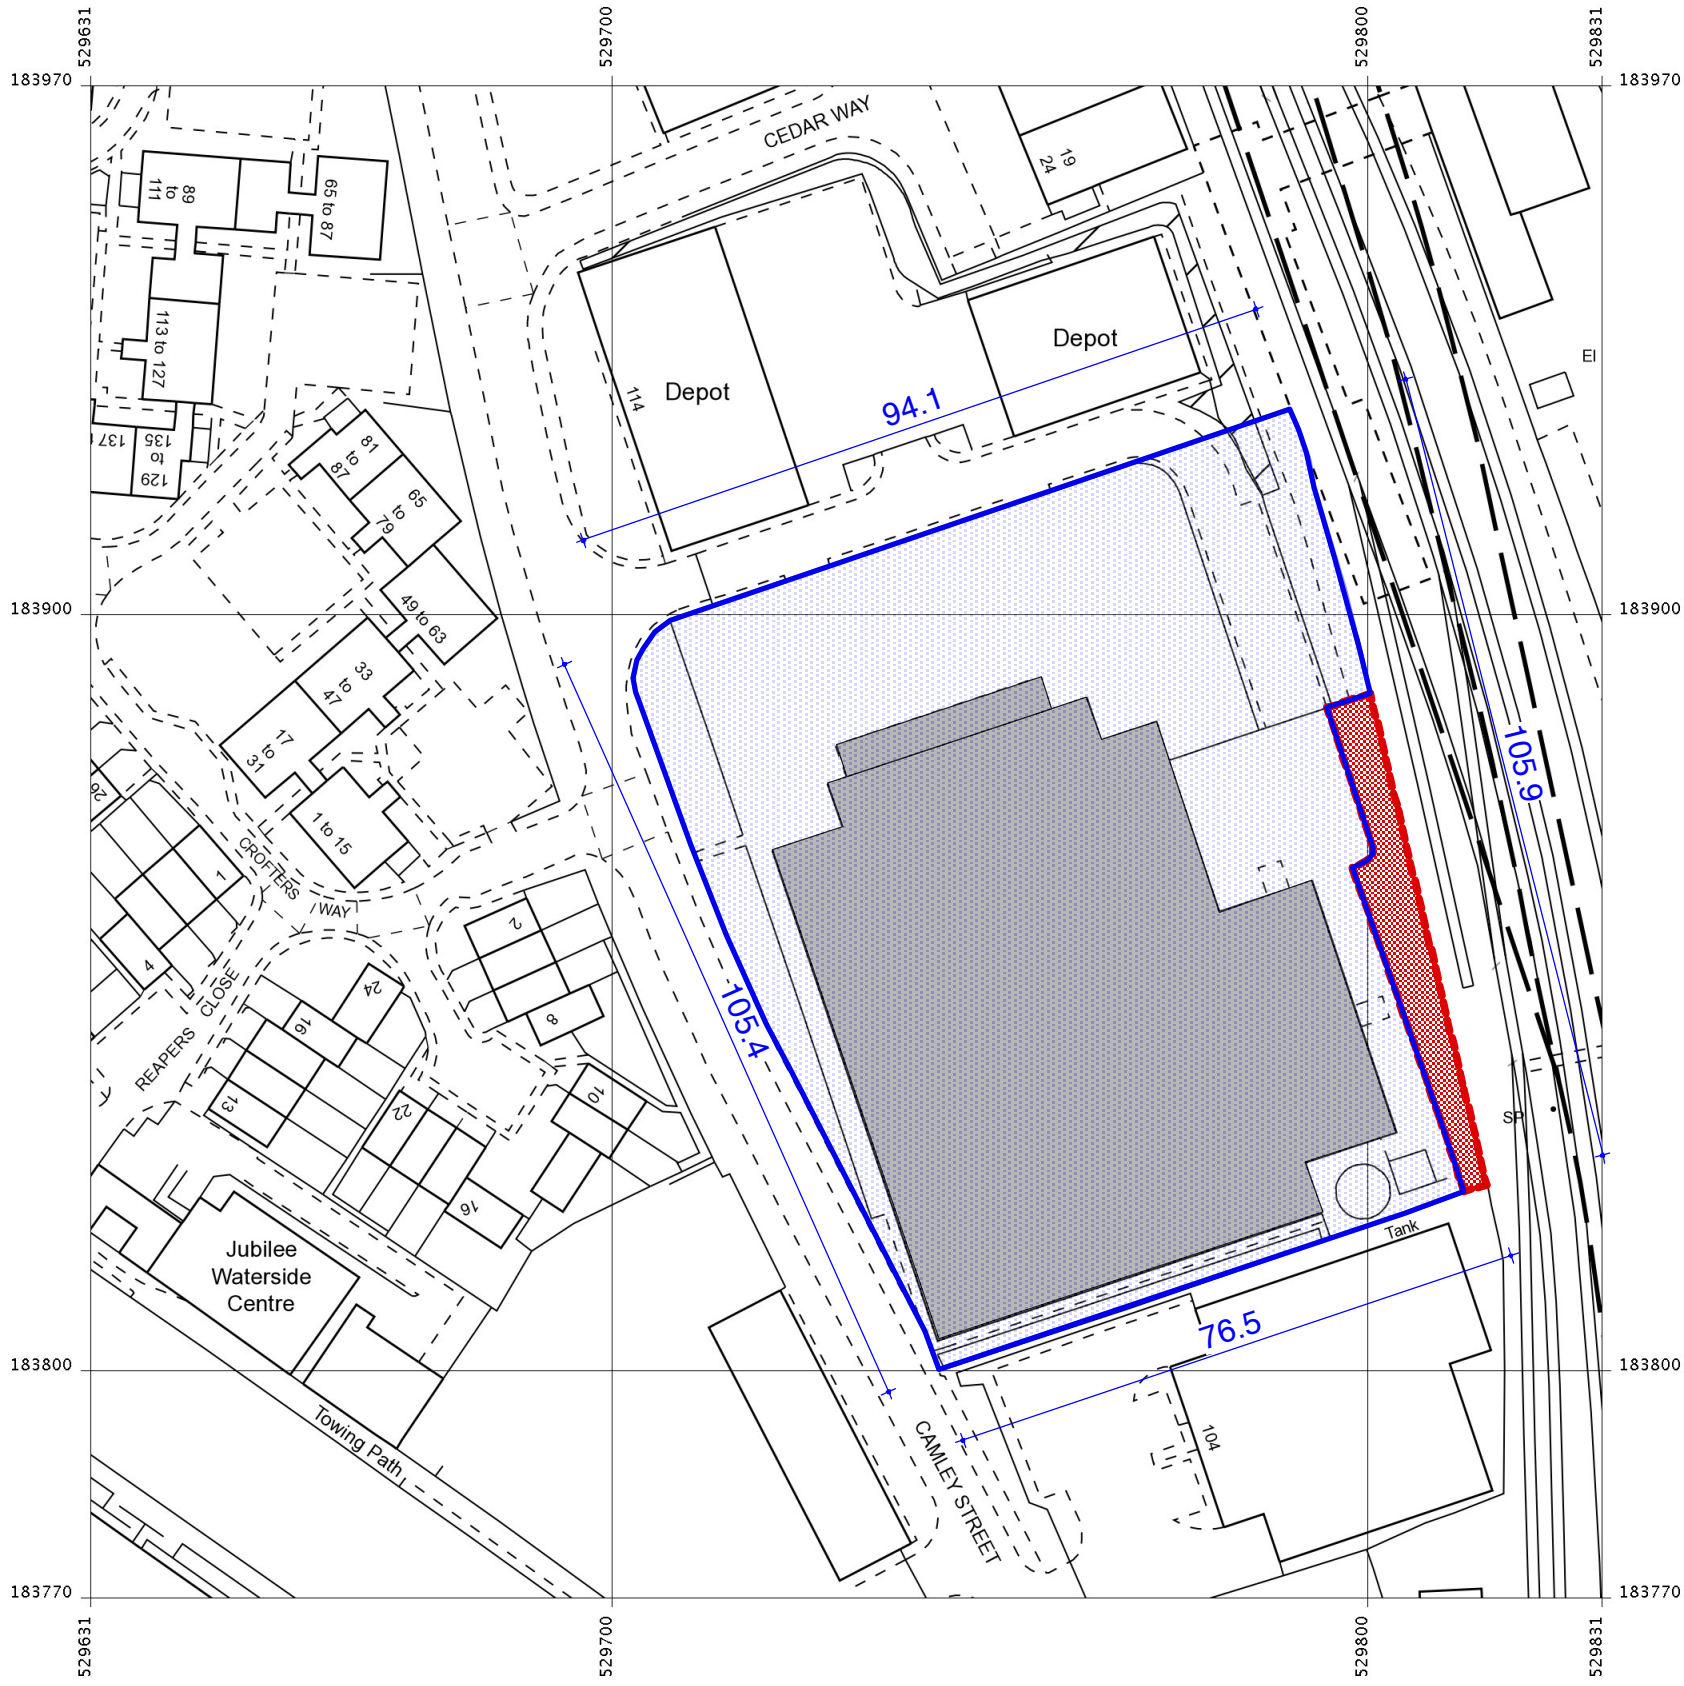 529631
529700
529800
529831
183970
183970
CEDAR WAY
19
24
89
to
111
65 to 87
113 to 127
Depot
Depot
114
El
94.1
137
135
to
129
81
to
87
65
to
79
49 to 63
183900
183900
33
to
47
17
to
31
1 to 15
26
105.9
CROFTERS
WAY
1
2
4
24
CLOSE
REAPERS
16
8
105.4
10
13
22
SP
16
Tank
Jubilee
Waterside
Centre
76.5
183800
183800
Towing Path
CAMLEY STREET
104
183770
183770
529631
529700
529800
529831